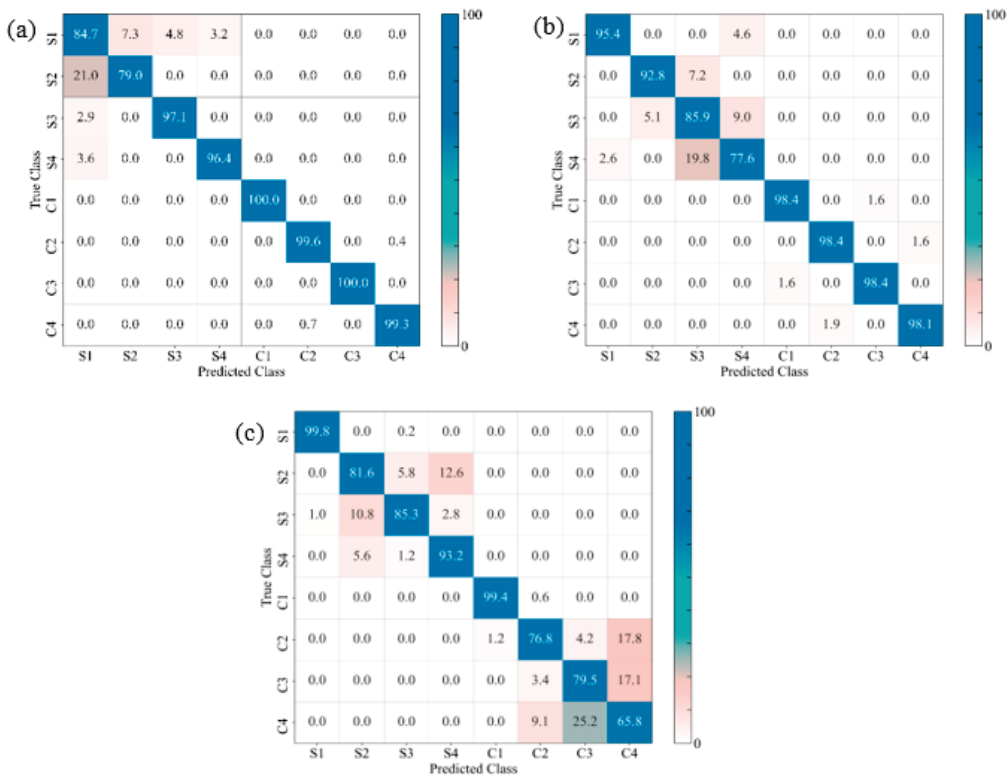 (a)
True Class
S1 84.7 7.3 4.8 3.2 0.0 0.0 0.0 0.0
S2 21.0 79.0 0.0 0.0 0.0 0.0 0.0 0.0
S3 2.9 0.0 97.1 0.0 0.0 0.0 0.0 0.0
S4 3.6 0.0 0.0 96.4 0.0 0.0 0.0 0.0
C1 0.0 0.0 0.0 0.0 100.0 0.0 0.0 0.0
C2 0.0 0.0 0.0 0.0 0.0 99.6 0.0 0.4
C3 0.0 0.0 0.0 0.0 0.0 0.0 100.0 0.0
C4 0.0 0.0 0.0 0.0 0.0 0.7 0.0 99.3
S1 S2 S3 S4 C1 C2 C3 C4
Predicted Class
100
0
(b)
True Class
S1 95.4 0.0 0.0 4.6 0.0 0.0 0.0 0.0
S2 0.0 92.8 7.2 0.0 0.0 0.0 0.0 0.0
S3 0.0 5.1 85.9 9.0 0.0 0.0 0.0 0.0
S4 2.6 0.0 19.8 77.6 0.0 0.0 0.0 0.0
C1 0.0 0.0 0.0 0.0 98.4 0.0 1.6 0.0
C2 0.0 0.0 0.0 0.0 0.0 98.4 0.0 1.6
C3 0.0 0.0 0.0 0.0 1.6 0.0 98.4 0.0
C4 0.0 0.0 0.0 0.0 0.0 1.9 0.0 98.1
S1 S2 S3 S4 C1 C2 C3 C4
Predicted Class
100
0
(c)
True Class
S1 99.8 0.0 0.2 0.0 0.0 0.0 0.0 0.0
S2 0.0 81.6 5.8 12.6 0.0 0.0 0.0 0.0
S3 1.0 10.8 85.3 2.8 0.0 0.0 0.0 0.0
S4 0.0 5.6 1.2 93.2 0.0 0.0 0.0 0.0
C1 0.0 0.0 0.0 0.0 99.4 0.6 0.0 0.0
C2 0.0 0.0 0.0 0.0 1.2 76.8 4.2 17.8
C3 0.0 0.0 0.0 0.0 0.0 3.4 79.5 17.1
C4 0.0 0.0 0.0 0.0 0.0 9.1 25.2 65.8
S1 S2 S3 S4 C1 C2 C3 C4
Predicted Class
100
0